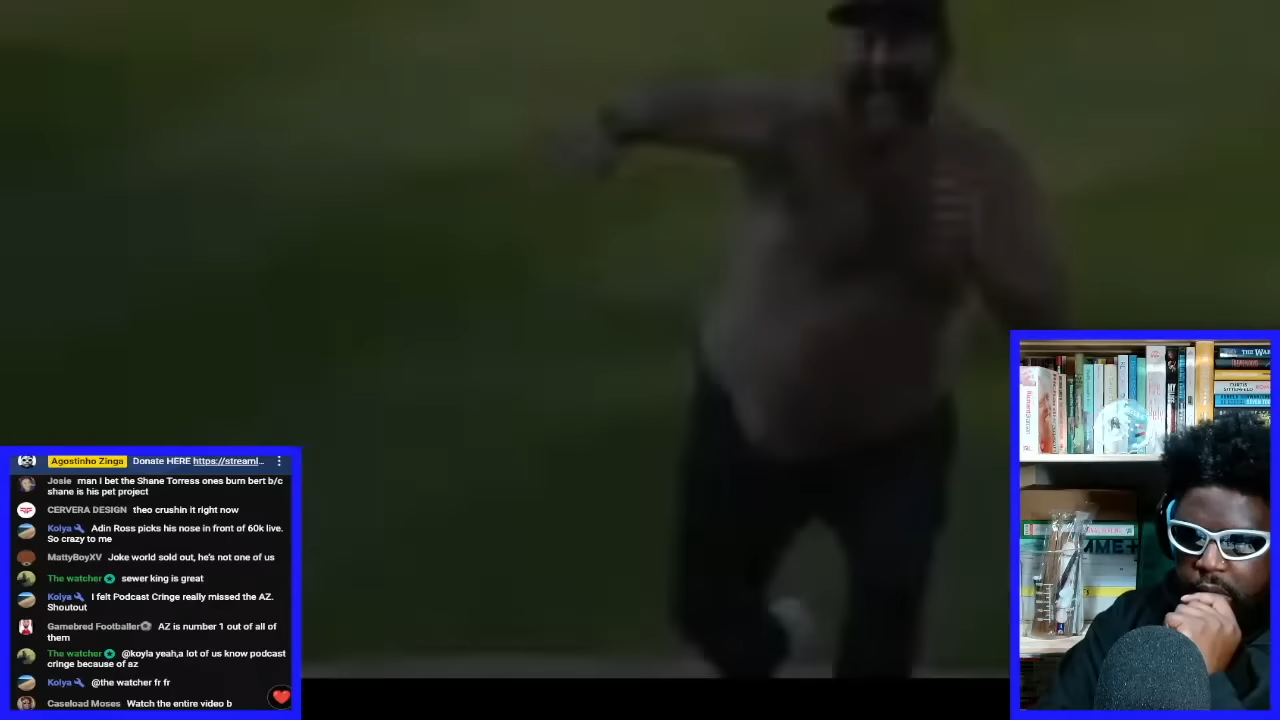 Agostinho Zinga Donate HERE https://streaml...
Josie man i bet the Shane Torress ones burn bert b/c
shane is his pet project
CERVERA DESIGN theo crushin it right now
Kolya Adin Ross picks his nose in front of 60k live.
So crazy to me
MattyBoyXV Joke world sold out, he's not one of us
The watcher sewer king is great
Kolya I felt Podcast Cringe really missed the AZ.
Shoutout
Gamebred Footballer AZ is number 1 out of all of
them
The watcher @koyla yeah,a lot of us know podcast
cringe because of az
Kolya @the watcher fr fr
Caseload Moses Watch the entire video b
THE WAR
CURTIS
SITTENFELD